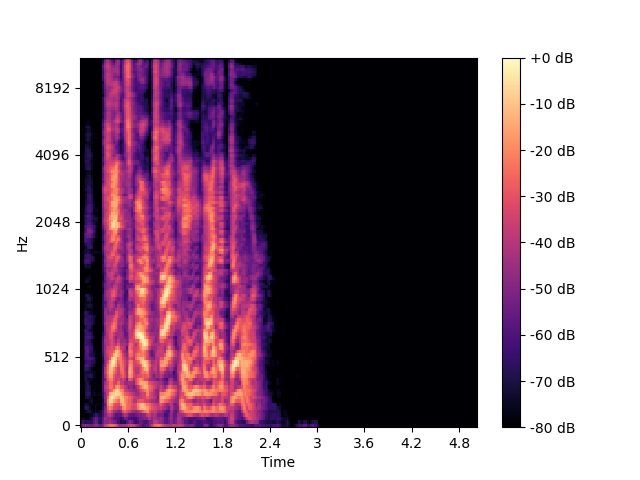 +0 dB
8192
-10 dB
4096
-20 dB
-30 dB
2048
Hz
-40 dB
1024
-50 dB
512
-60 dB
-70 dB
0
-80 dB
0 0.6 1.2 1.8 2.4 3 3.6 4.2 4.8
Time